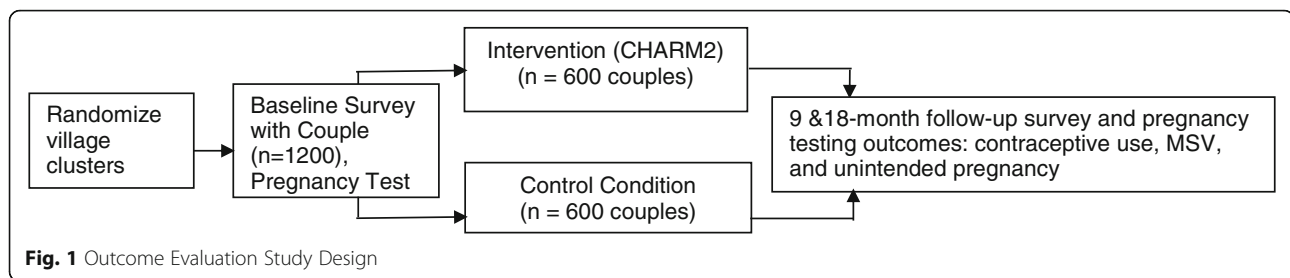 Randomize
village
clusters
Baseline Survey
with Couple
(n=1200),
Pregnancy Test
Intervention (CHARM2)
(n = 600 couples)
Control Condition
(n = 600 couples)
9 &18-month follow-up survey and pregnancy
testing outcomes: contraceptive use, MSV,
and unintended pregnancy
Fig. 1 Outcome Evaluation Study Design